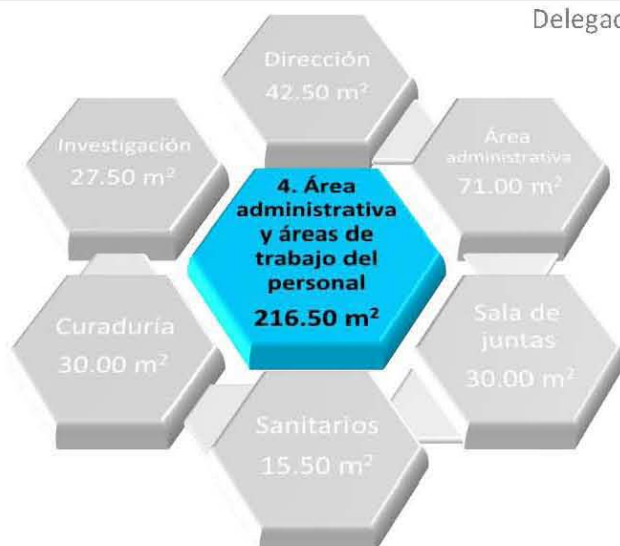 Delegac
Dirección
42.50 m²
Investigación
27.50 m²
Área
administrativa
71.00 m²
4. Área
administrativa
y áreas de
trabajo del
personal
216.50 m²
Curaduría
30.00 m²
Sala de
juntas
30.00 m²
Sanitarios
15.50 m²